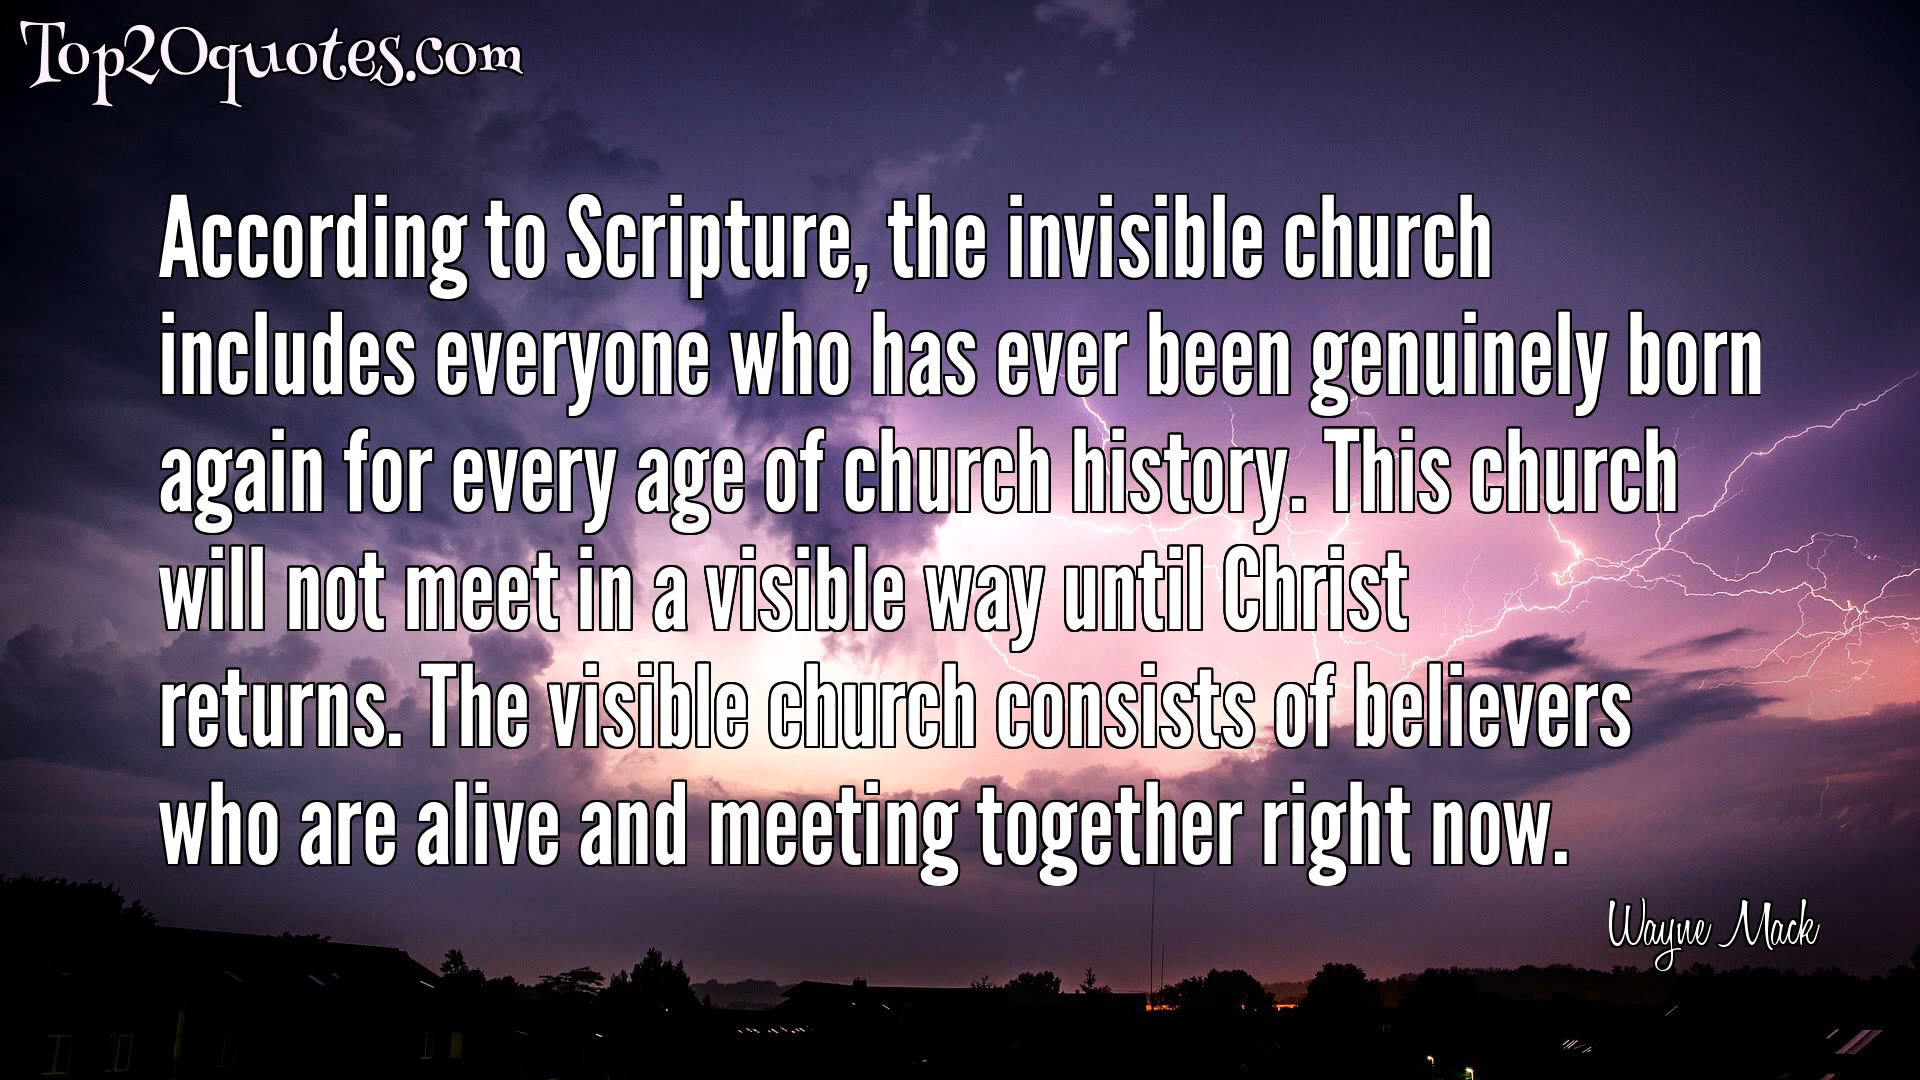 Top20quotes.com
According to Scripture, the invisible church
includes everyone who has ever been genuinely born
again for every age of church history. This church
will not meet in a visible way until Christ
returns. The visible church consists of believers
who are alive and meeting together right now.
Wayne Mack